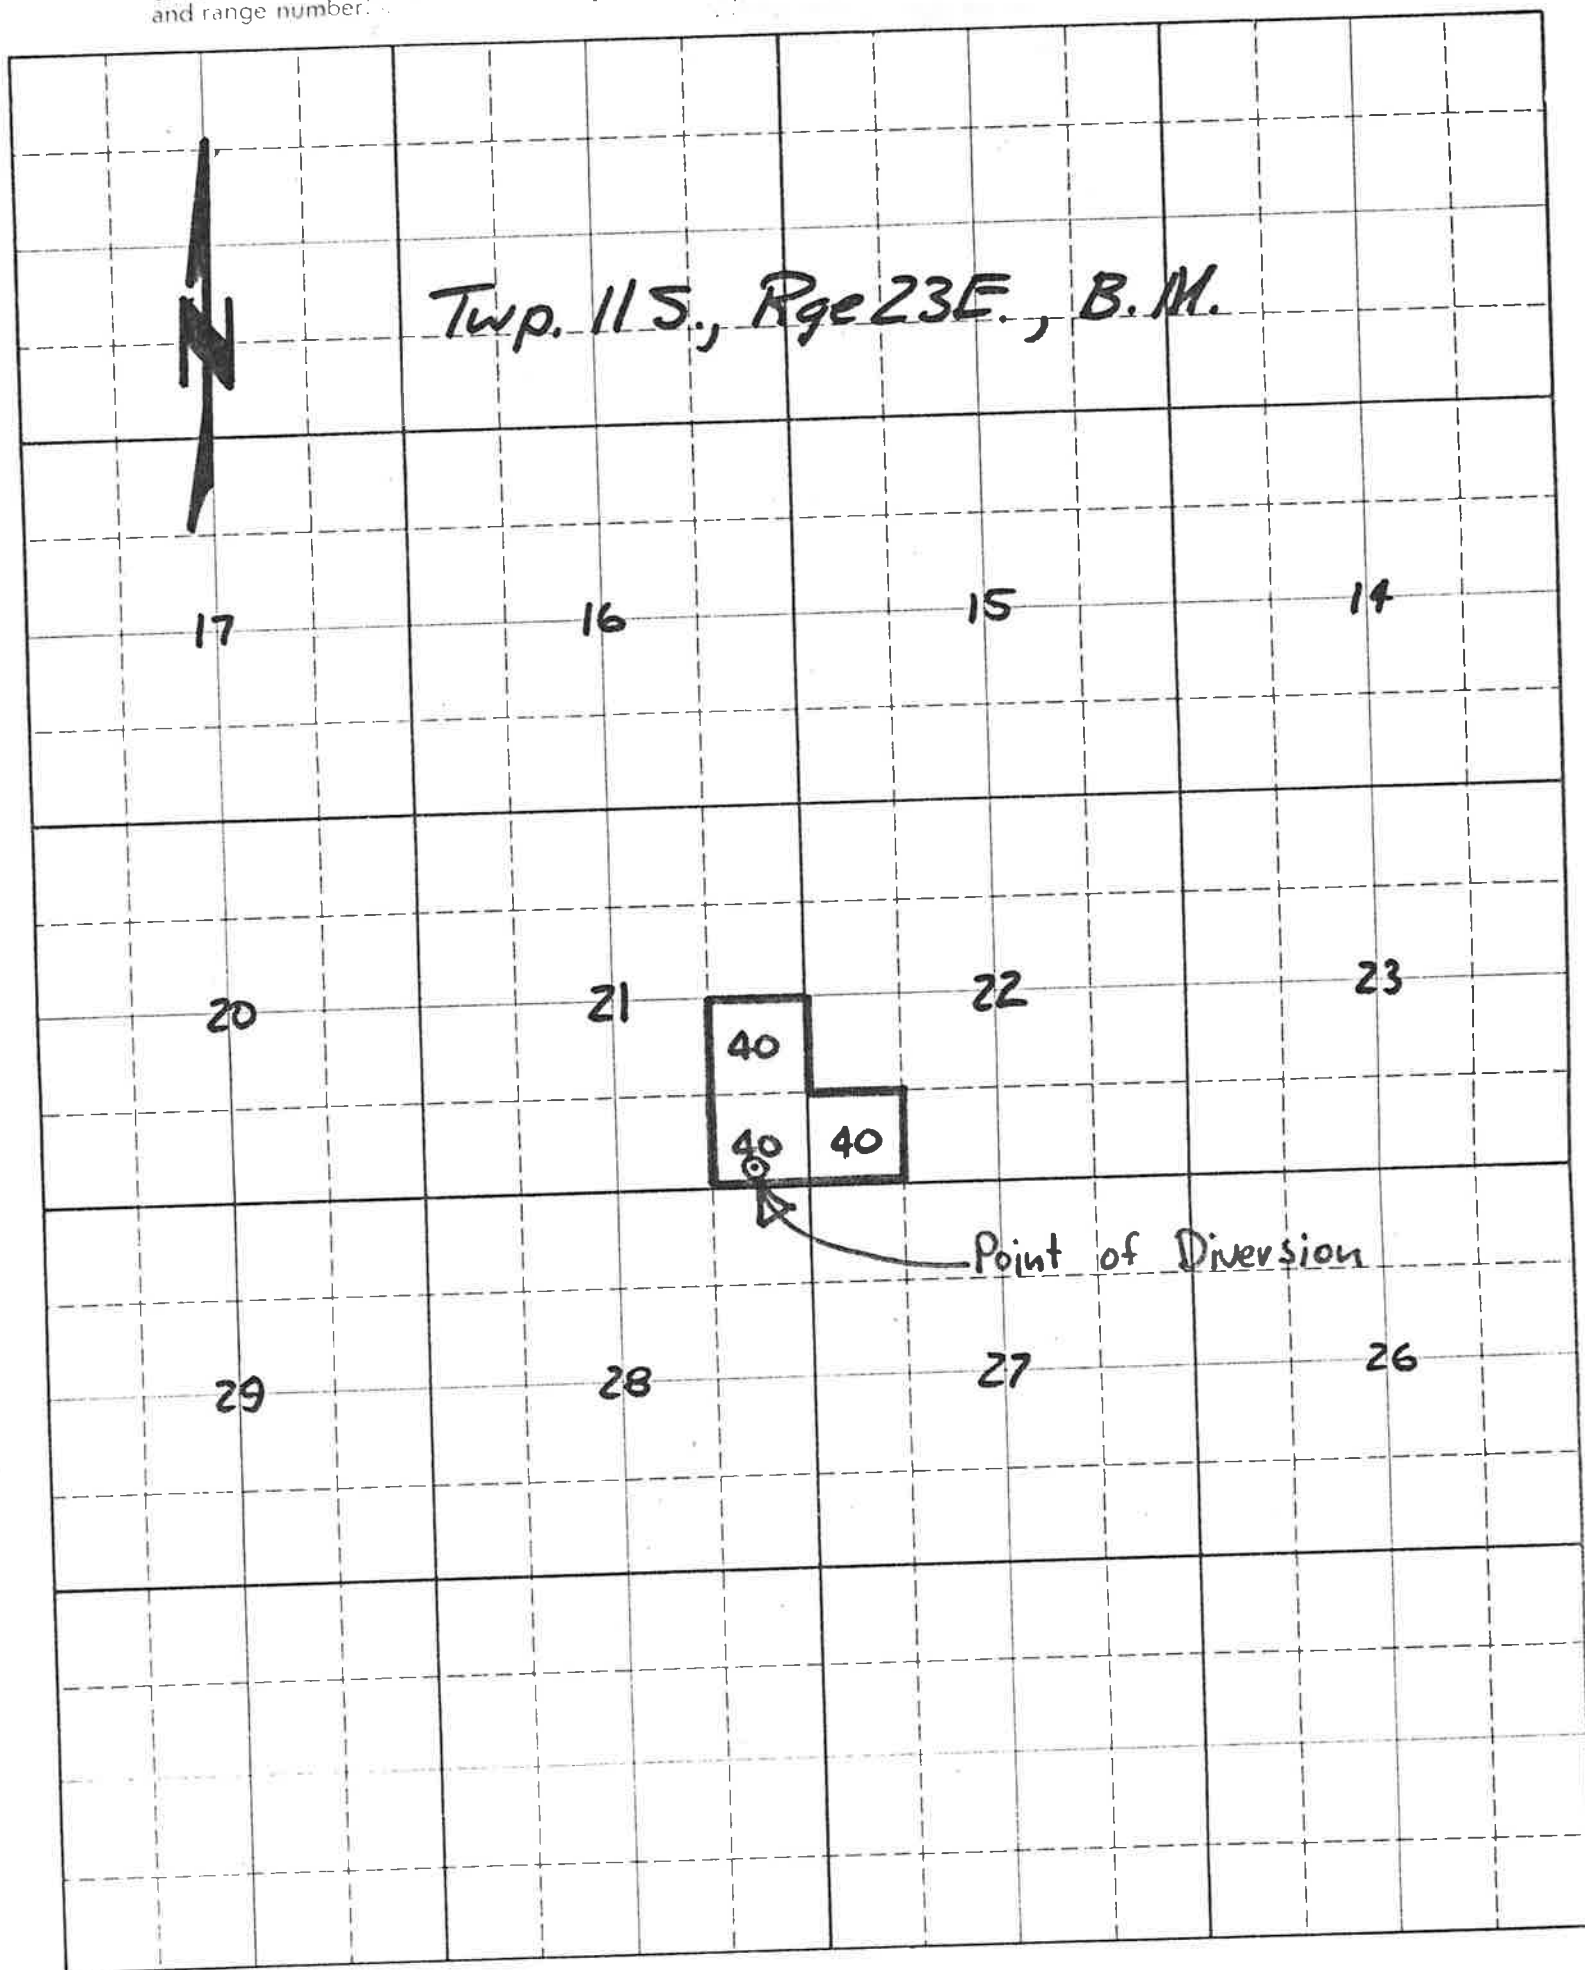 and range number.
N
Twp. 11 S., Rge 23E., B.M.
17 16 15 14
20 21 22 23
40
40 40
Point of Diversion
29 28 27 26